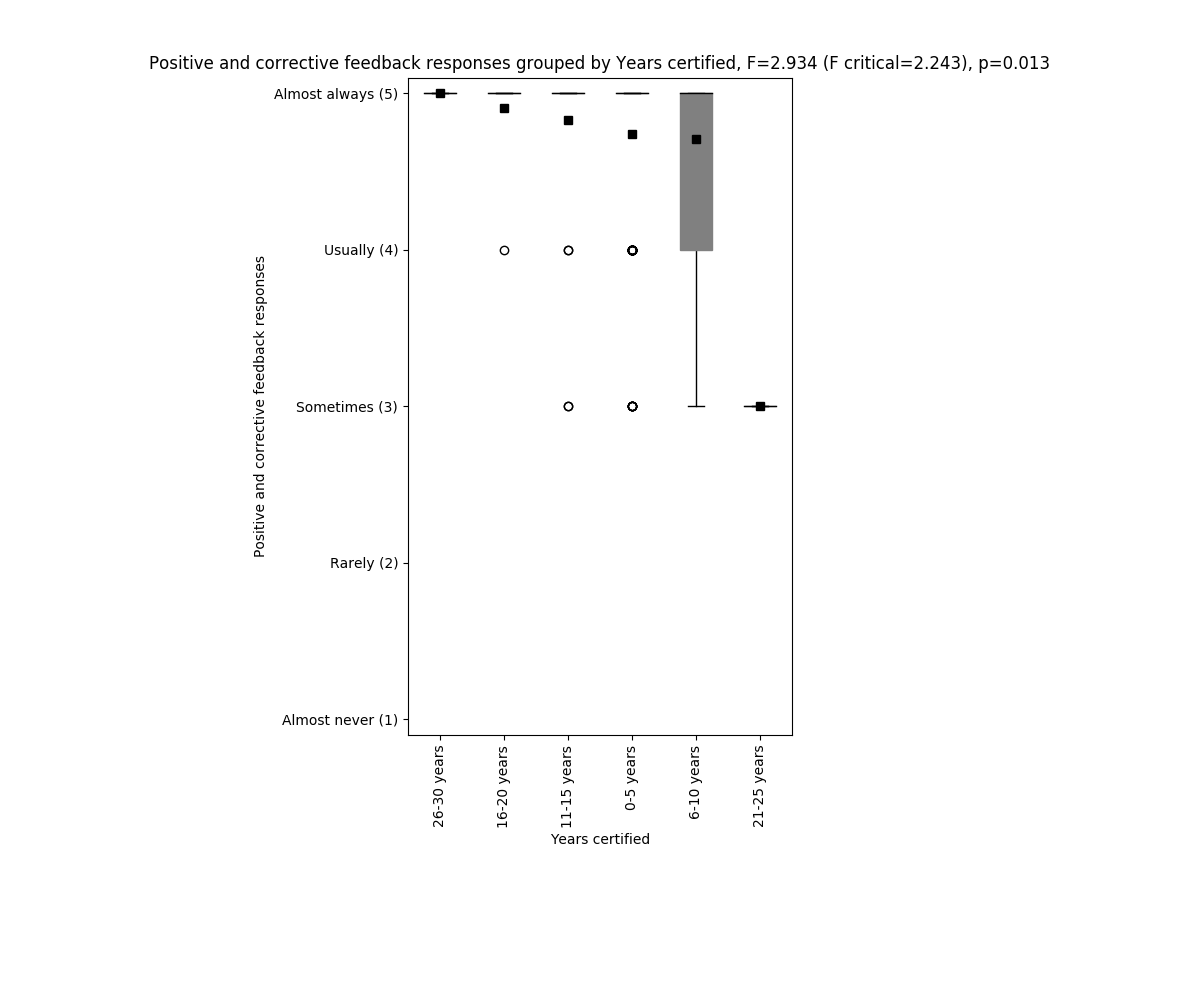 Positive and corrective feedback responses grouped by Years certified, F=2.934 (F critical=2.243), p=0.013
Almost always (5)
Usually (4)
Sometimes (3)
Rarely (2)
Almost never (1)
Positive and corrective feedback responses
26-30 years
16-20 years
11-15 years
0-5 years
6-10 years
21-25 years
Years certified